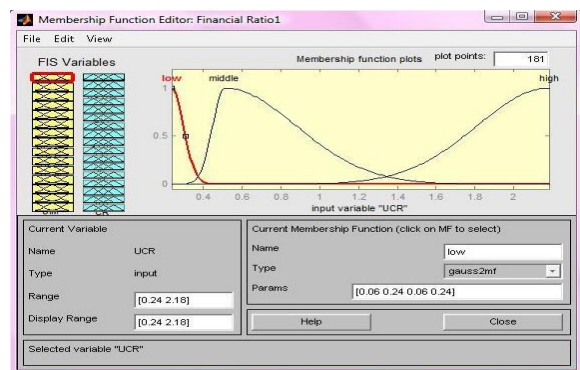 Membership Function Editor: Financial Ratio1
File Edit View
FIS Variables
Membership function plots plot points: 181
low middle high
1
0.5
0
0.4 0.6 0.8 1 1.2 1.4 1.6 1.8 2
input variable "UCR"
CR
Current Variable
Name UCR
Type input
Range [0.24 2.18]
Display Range [0.24 2.18]
Current Membership Function (click on MF to select)
Name low
Type gauss2mf
Params [0.06 0.24 0.06 0.24]
Help Close
Selected variable "UCR"